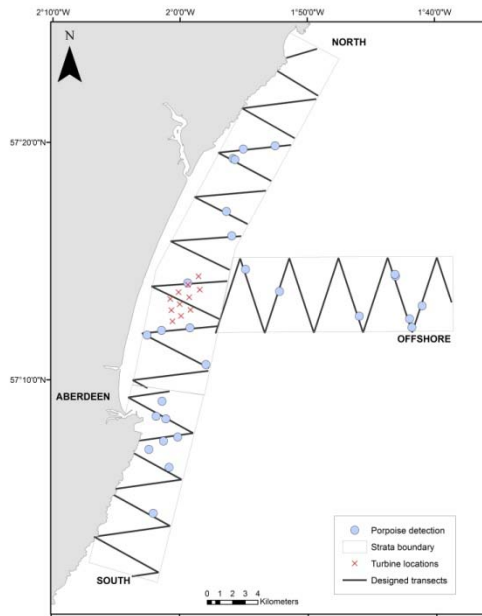 2°10'0"W
2°0'0"W
1°50'0"W
1°40'0"W
N
NORTH
57°20'0"N
OFFSHORE
57°10'0"N
ABERDEEN
SOUTH
Porpoise detection
Strata boundary
Turbine locations
Designed transects
0 1 2 3 4
Kilometers